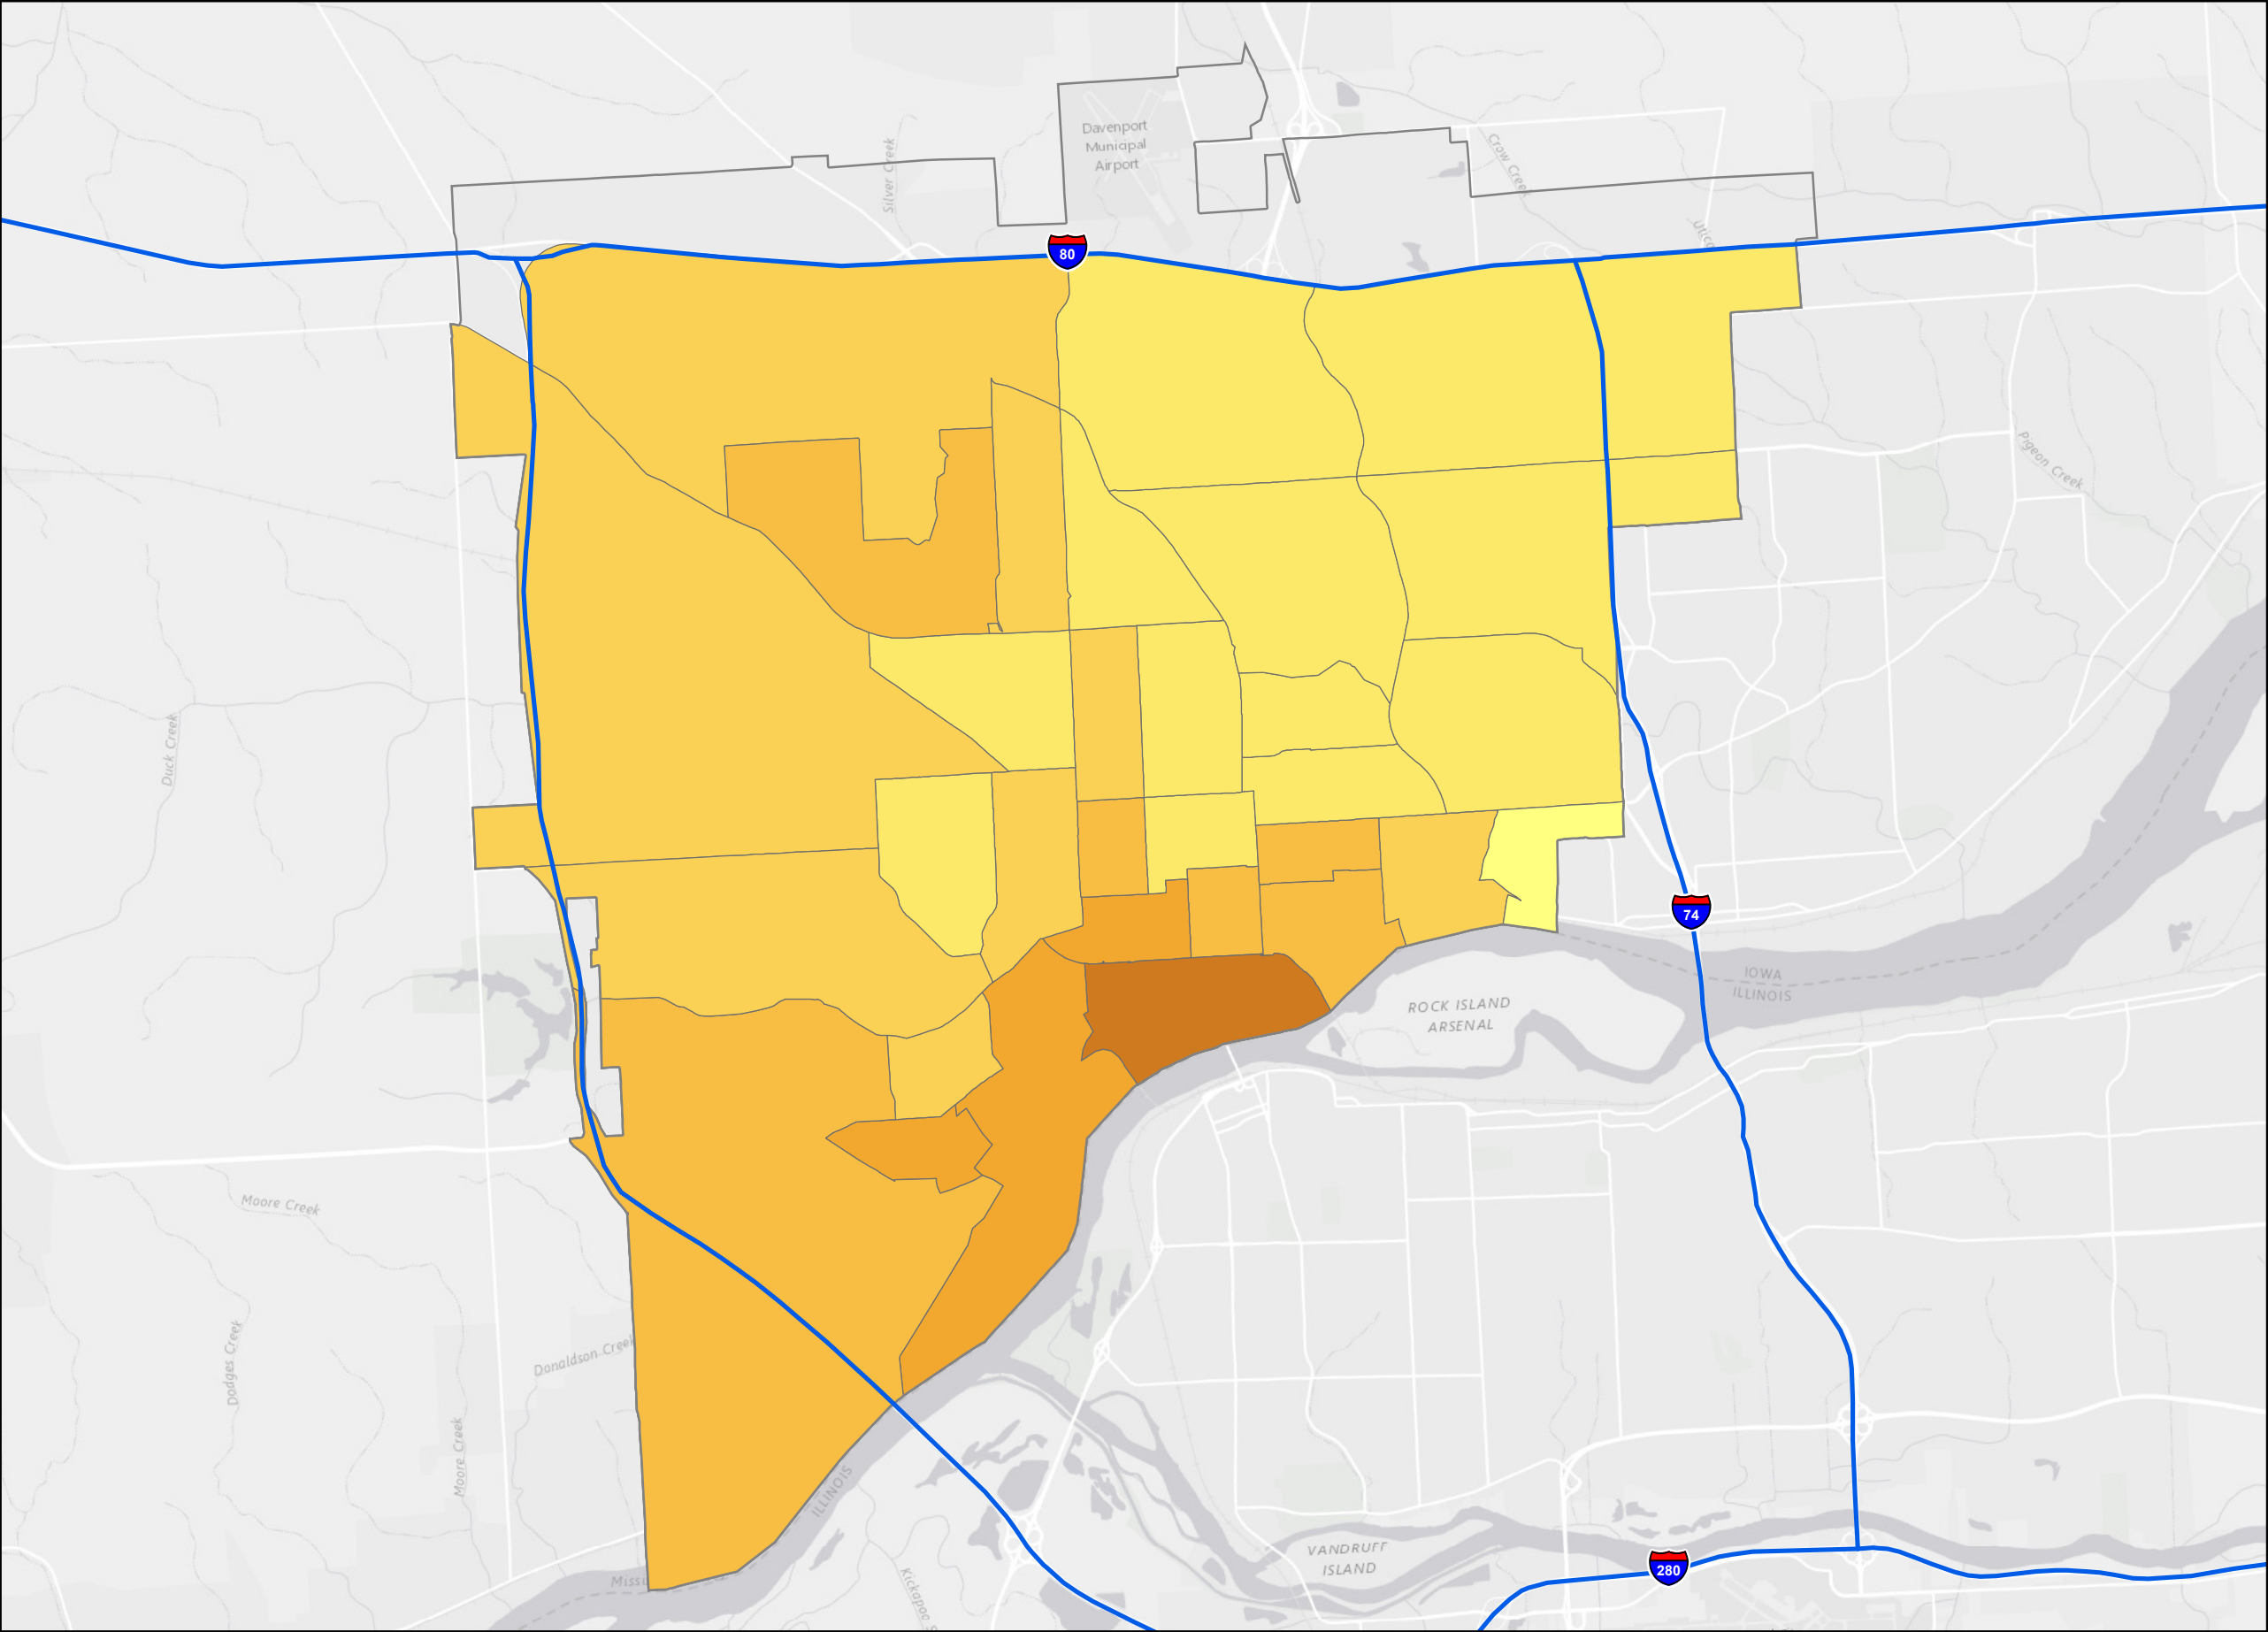 Davenport
Municipal
Airport
Silver Creek
Crow Creek
80
Pigeon Creek
Duck Creek
74
IOWA
ILLINOIS
ROCK ISLAND
ARSENAL
Moore Creek
Dodges Creek
Donaldson Creek
Moore Creek
ILLINOIS
VANDRUFF
ISLAND
280
Kickapoo